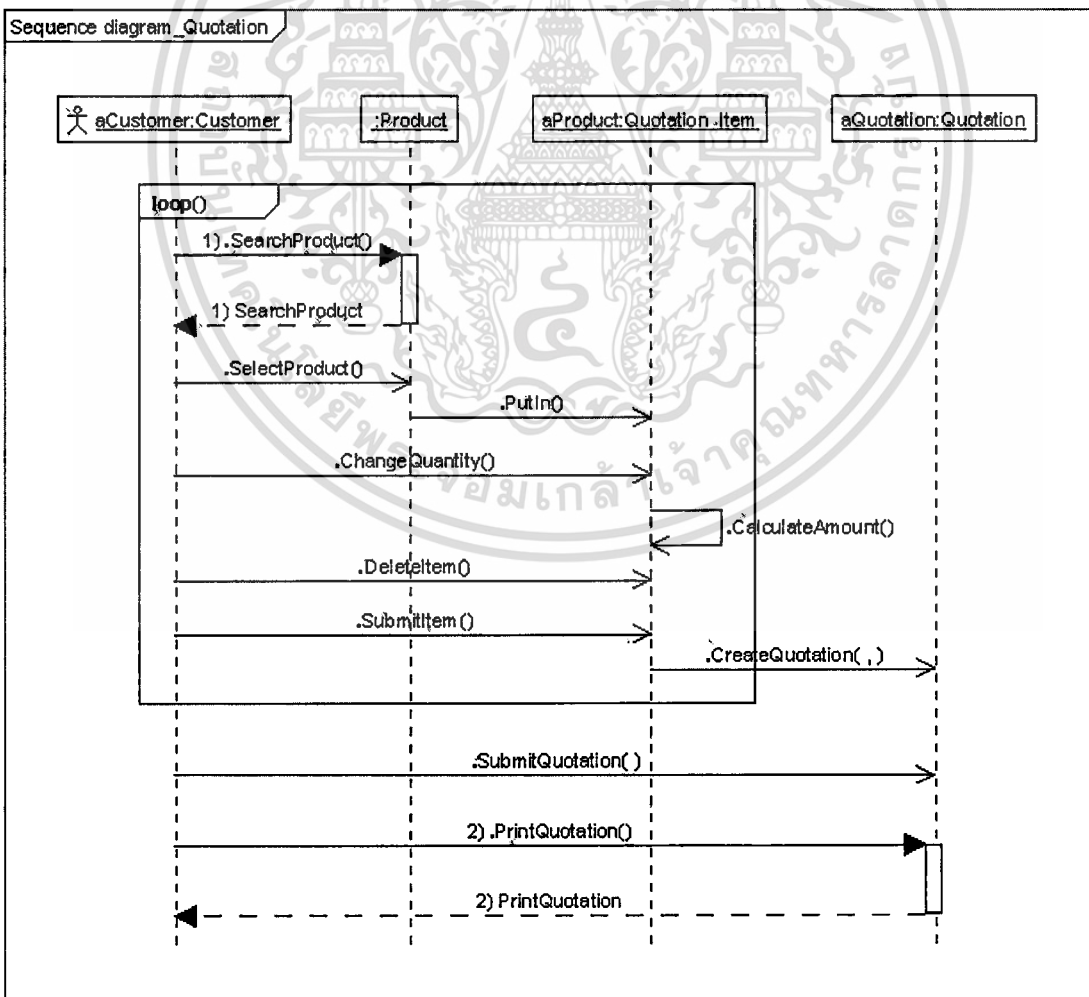 Sequence diagram_Quotation
aCustomer:Customer
:Product
aProduct:Quotation -Item
aQuotation:Quotation
loop()
1).SearchProduct()
1) SearchProduct
.SelectProduct()
.PutIn()
.ChangeQuantity()
.CalculateAmount()
.DeleteItem()
.SubmitItem()
.CreateQuotation( , )
.SubmitQuotation( )
2) .PrintQuotation()
2) PrintQuotation